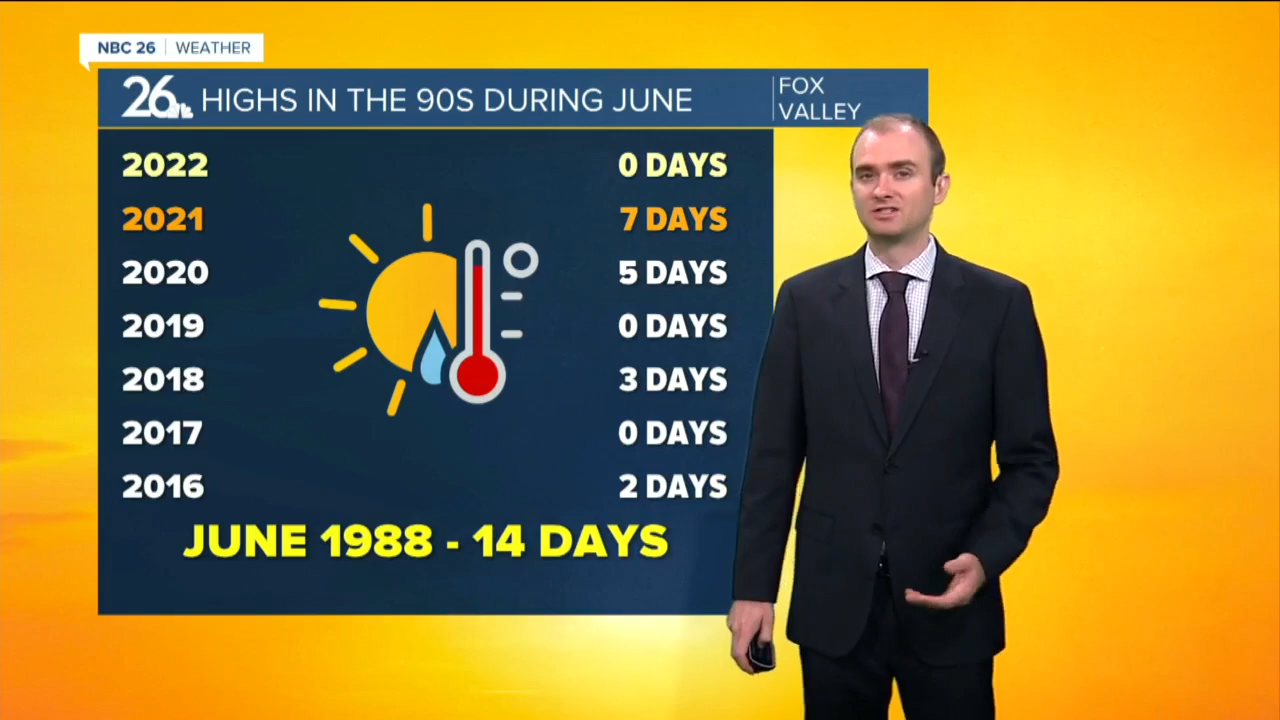 NBC 26 | WEATHER
26 HIGHS IN THE 90S DURING JUNE
FOX
VALLEY
2022 0 DAYS
2021 7 DAYS
2020 5 DAYS
2019 0 DAYS
2018 3 DAYS
2017 0 DAYS
2016 2 DAYS
JUNE 1988 - 14 DAYS